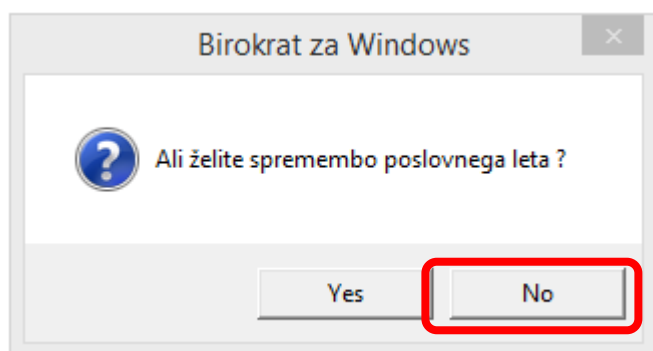 Birokrat za Windows
Ali želite spremembo poslovnega leta ?
Yes No